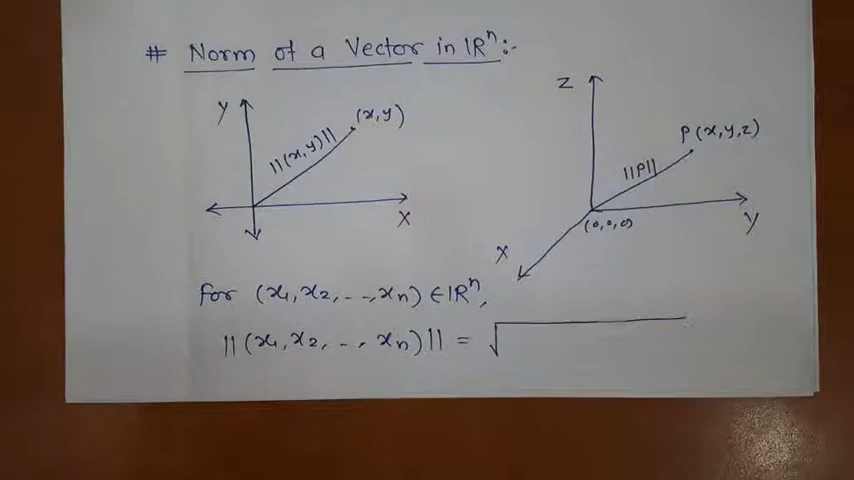 # Norm of a Vector in ℝⁿ:-
Y
(x,y)
||(x,y)||
X
Z
P(x,y,z)
||P||
Y
(0,0,0)
X
For (x₁,x₂,--,xₙ) ∈ ℝⁿ,
||(x₁,x₂,--,xₙ)|| = √